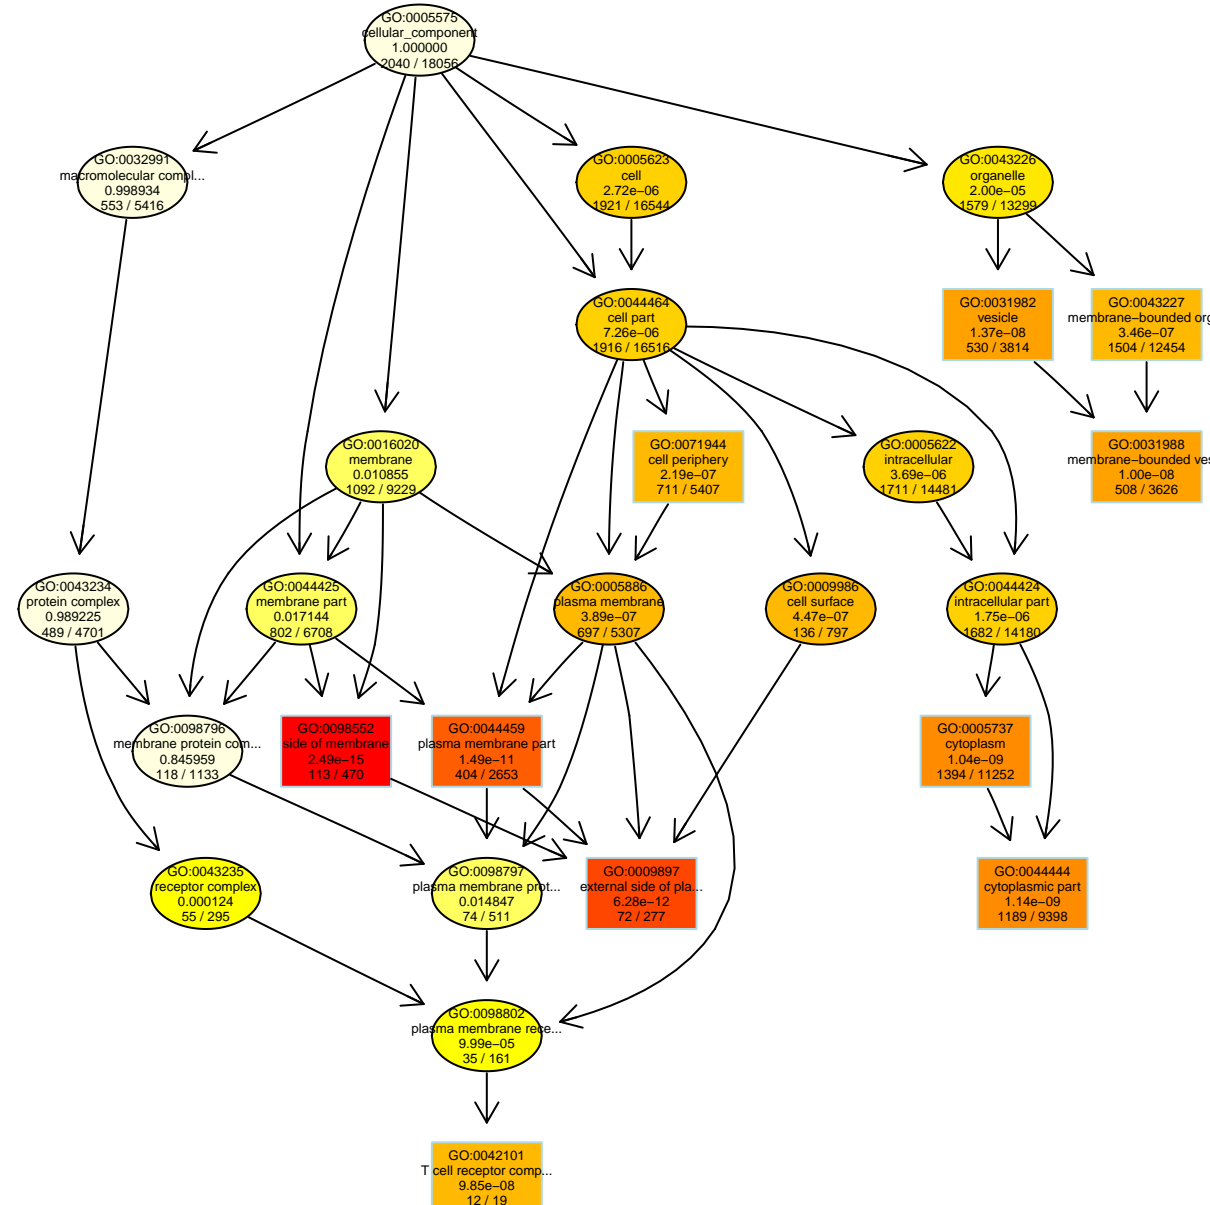 GO:0005575
cellular_component
1.000000
2040 / 18056
GO:0032991
macromolecular compl...
0.998934
553 / 5416
GO:0005623
cell
2.72e−06
1921 / 16544
GO:0043226
organelle
2.00e−05
1579 / 13299
GO:0044464
cell part
7.26e−06
1916 / 16516
GO:0031982
vesicle
1.37e−08
530 / 3814
GO:0043227
membrane−bounded org
3.46e−07
1504 / 12454
GO:0016020
membrane
0.010855
1092 / 9229
GO:0071944
cell periphery
2.19e−07
711 / 5407
GO:0005622
intracellular
3.69e−06
1711 / 14481
GO:0031988
membrane−bounded ves
1.00e−08
508 / 3626
GO:0043234
protein complex
0.989225
489 / 4701
GO:0044425
membrane part
0.017144
802 / 6708
GO:0005886
plasma membrane
3.89e−07
697 / 5307
GO:0009986
cell surface
4.47e−07
136 / 797
GO:0044424
intracellular part
1.75e−06
1682 / 14180
GO:0098796
membrane protein com...
0.845959
118 / 1133
GO:0098552
side of membrane
2.49e−15
113 / 470
GO:0044459
plasma membrane part
1.49e−11
404 / 2653
GO:0005737
cytoplasm
1.04e−09
1394 / 11252
GO:0043235
receptor complex
0.000124
55 / 295
GO:0098797
plasma membrane prot...
0.014847
74 / 511
GO:0009897
external side of pla...
6.28e−12
72 / 277
GO:0044444
cytoplasmic part
1.14e−09
1189 / 9398
GO:0098802
plasma membrane rece...
9.99e−05
35 / 161
GO:0042101
T cell receptor comp...
9.85e−08
12 / 19